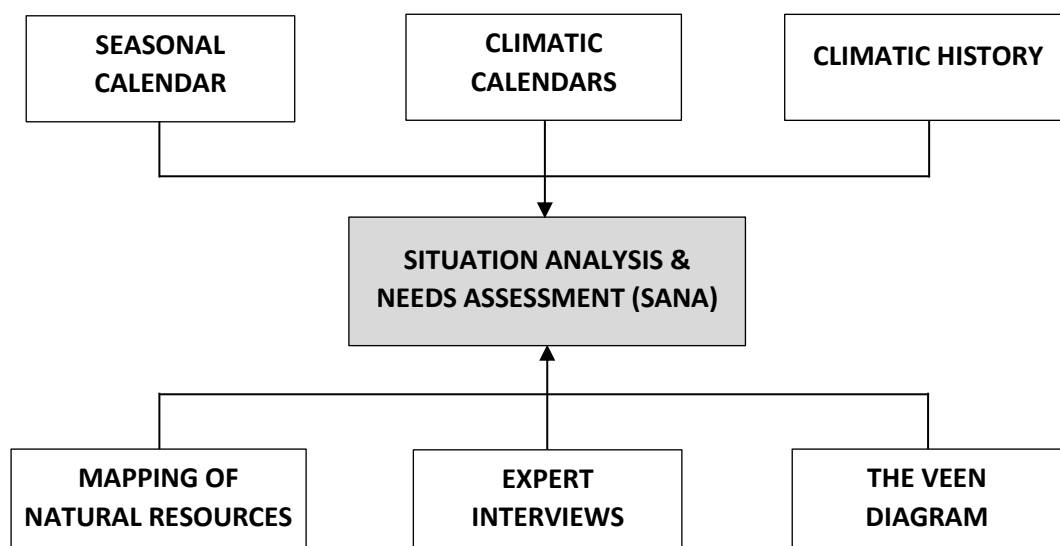 SEASONAL
CALENDAR
CLIMATIC
CALENDARS
CLIMATIC HISTORY
SITUATION ANALYSIS &
NEEDS ASSESSMENT (SANA)
MAPPING OF
NATURAL RESOURCES
EXPERT
INTERVIEWS
THE VEEN
DIAGRAM